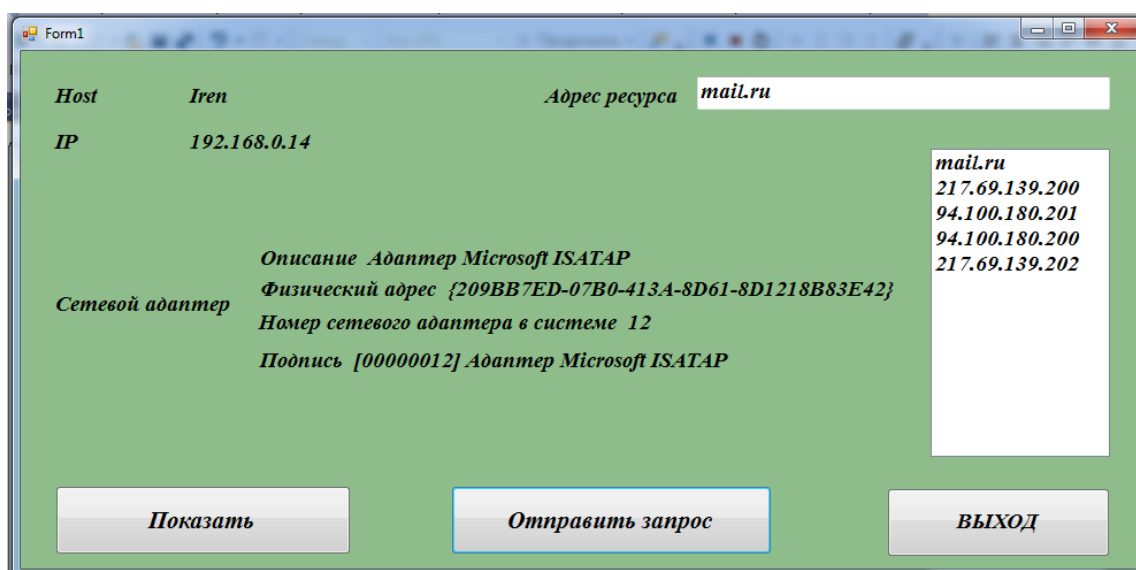 Form1
Host Iren
Адрес ресурса mail.ru
IP 192.168.0.14
mail.ru
217.69.139.200
94.100.180.201
94.100.180.200
217.69.139.202
Сетевой адаптер
Описание Адаптер Microsoft ISATAP
Физический адрес {209BB7ED-07B0-413A-8D61-8D1218B83E42}
Номер сетевого адаптера в системе 12
Подпись [00000012] Адаптер Microsoft ISATAP
Показать
Отправить запрос
ВЫХОД